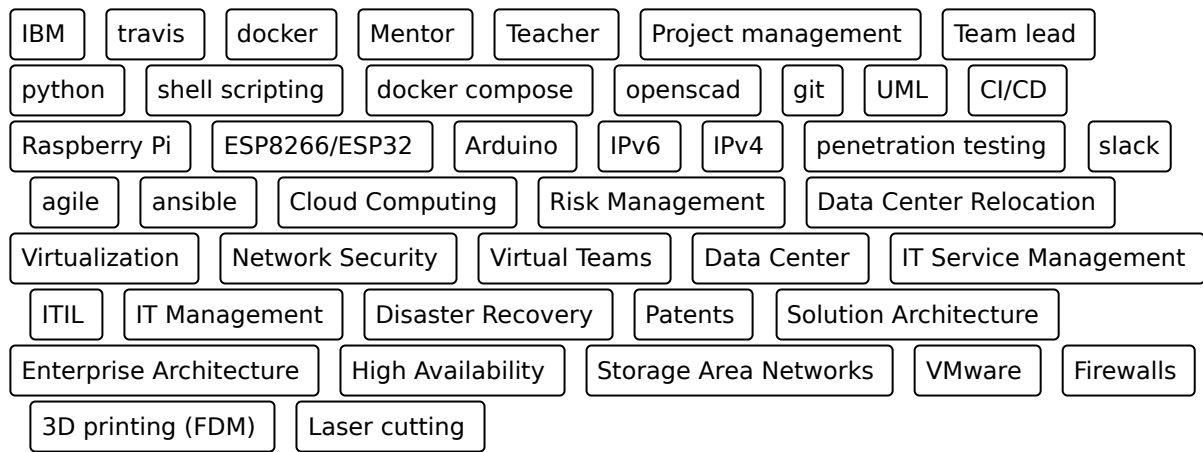 IBM travis docker Mentor Teacher Project management Team lead
python shell scripting docker compose openscad git UML CI/CD
Raspberry Pi ESP8266/ESP32 Arduino IPv6 IPv4 penetration testing slack
agile ansible Cloud Computing Risk Management Data Center Relocation
Virtualization Network Security Virtual Teams Data Center IT Service Management
ITIL IT Management Disaster Recovery Patents Solution Architecture
Enterprise Architecture High Availability Storage Area Networks VMware Firewalls
3D printing (FDM) Laser cutting